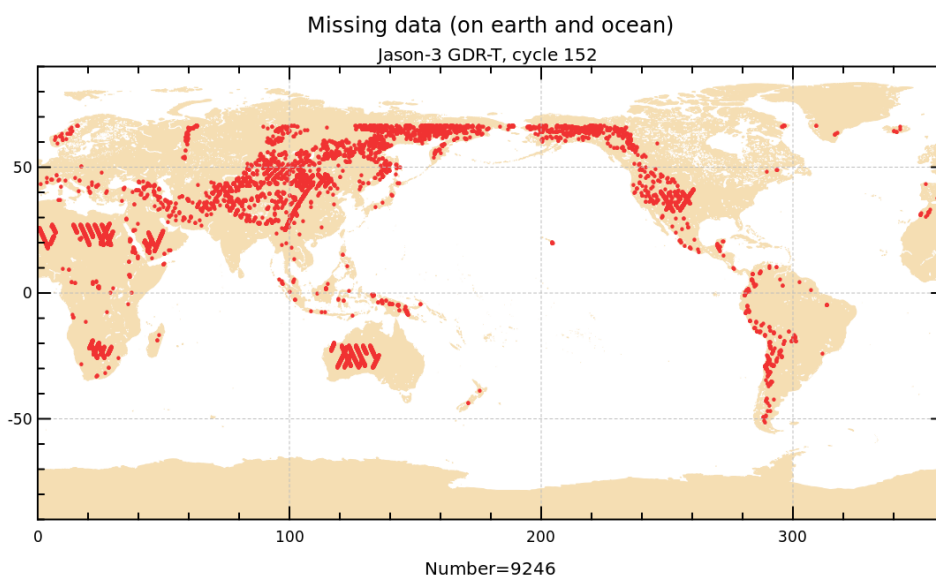 Missing data (on earth and ocean)
Jason-3 GDR-T, cycle 152
50
0
-50
0 100 200 300
Number=9246